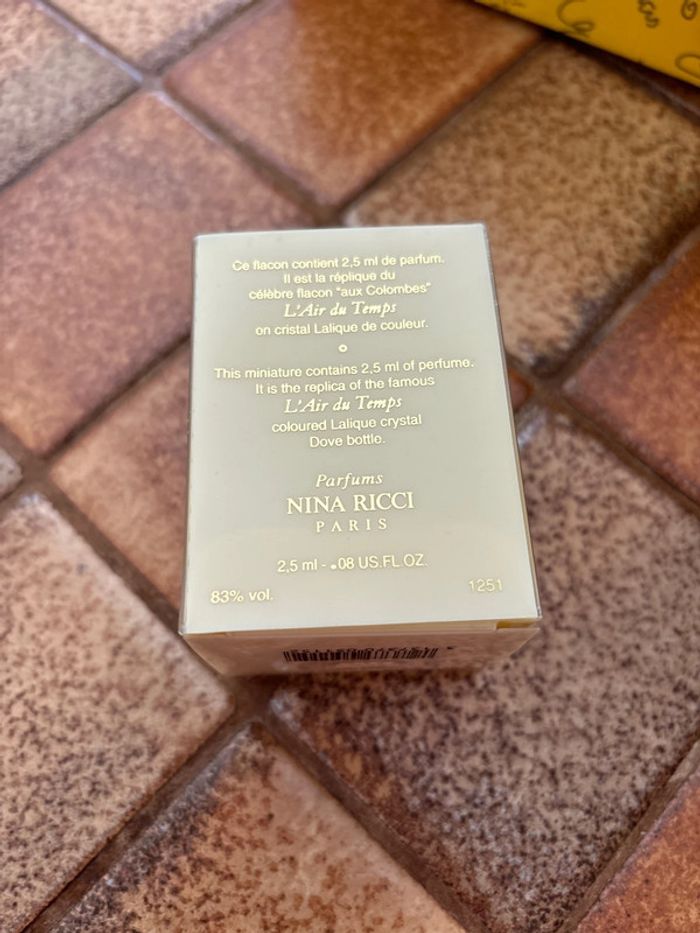 Ce flacon contient 2,5 ml de parfum.
Il est la réplique du
célèbre flacon "aux Colombes"
L'Air du Temps
en cristal Lalique de couleur.
This miniature contains 2,5 ml of perfume.
It is the replica of the famous
L'Air du Temps
coloured Lalique crystal
Dove bottle.
Parfums
NINA RICCI
PARIS
2,5 ml - .08 US.FL.OZ.
83% vol. 1251